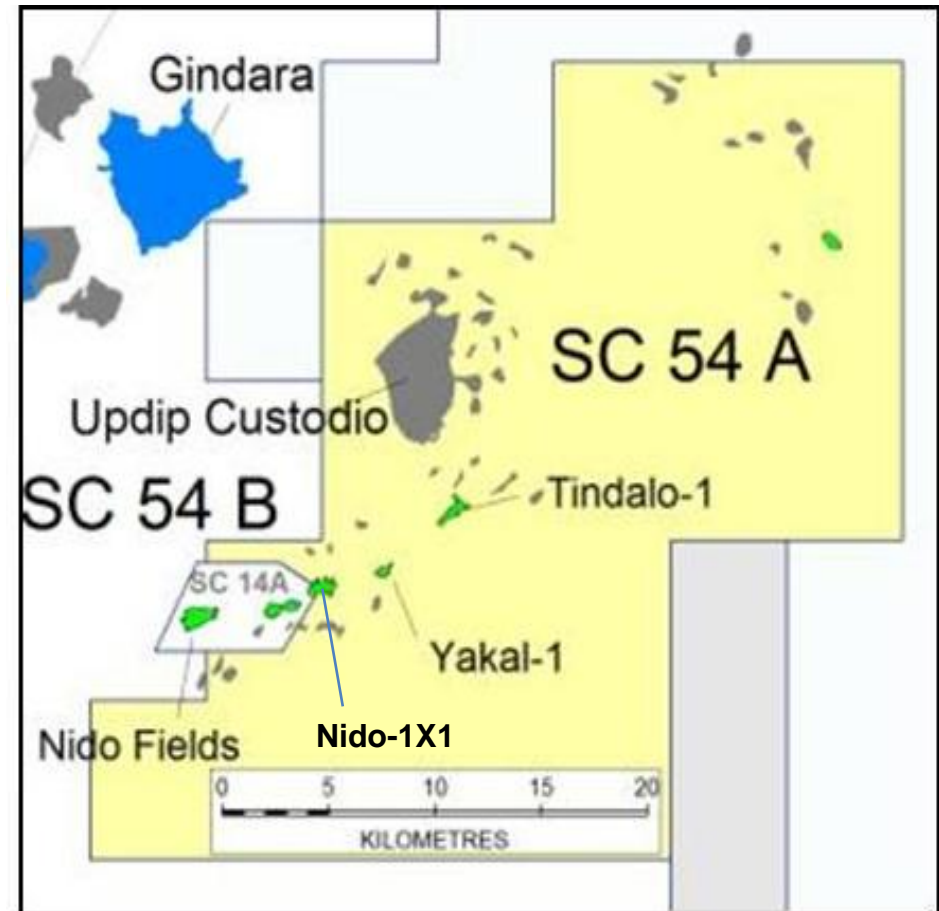 Gindara
SC 54 A
Updip Custodio
SC 54 B
Tindalo-1
SC 14A
Yakal-1
Nido-1X1
Nido Fields
0 5 10 15 20
KILOMETRES